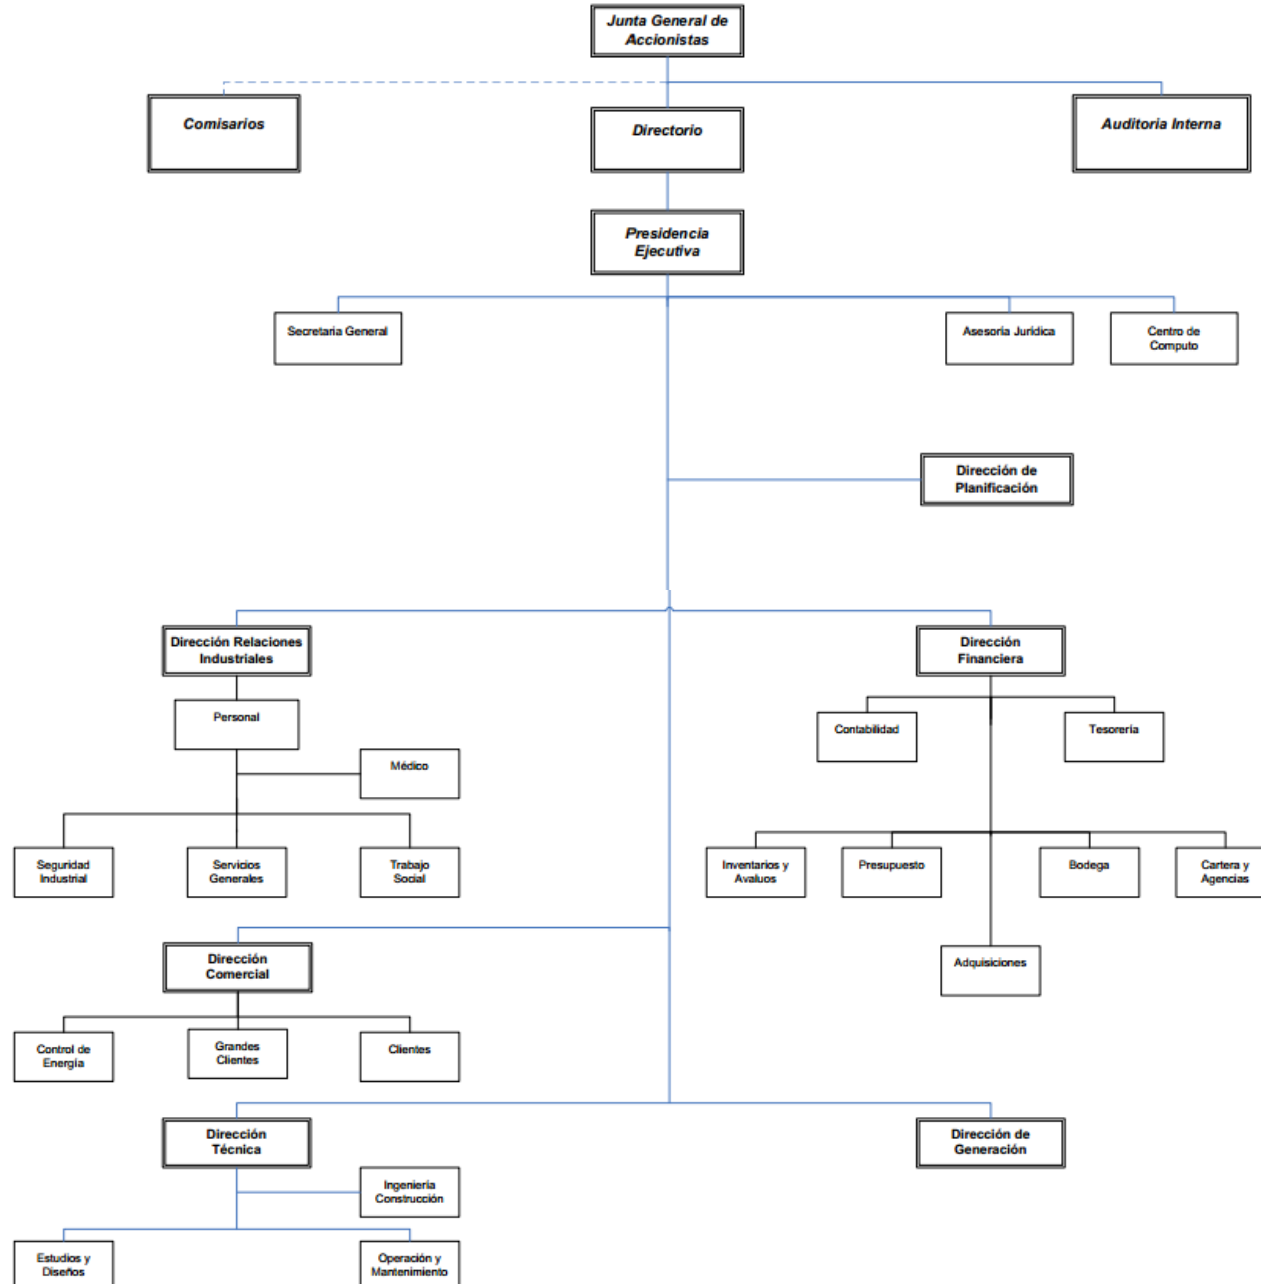 Junta General de
Accionistas
Comisarios
Directorio
Auditoria Interna
Presidencia
Ejecutiva
Secretaria General
Asesoría Jurídica
Centro de
Computo
Dirección de
Planificación
Dirección Relaciones
Industriales
Dirección
Financiera
Personal
Contabilidad
Tesorería
Médico
Seguridad
Industrial
Servicios
Generales
Trabajo
Social
Inventarios y
Avaluos
Presupuesto
Bodega
Cartera y
Agencias
Dirección
Comercial
Adquisiciones
Control de
Energía
Grandes
Clientes
Clientes
Dirección
Técnica
Dirección de
Generación
Ingeniería
Construcción
Estudios y
Diseños
Operación y
Mantenimiento